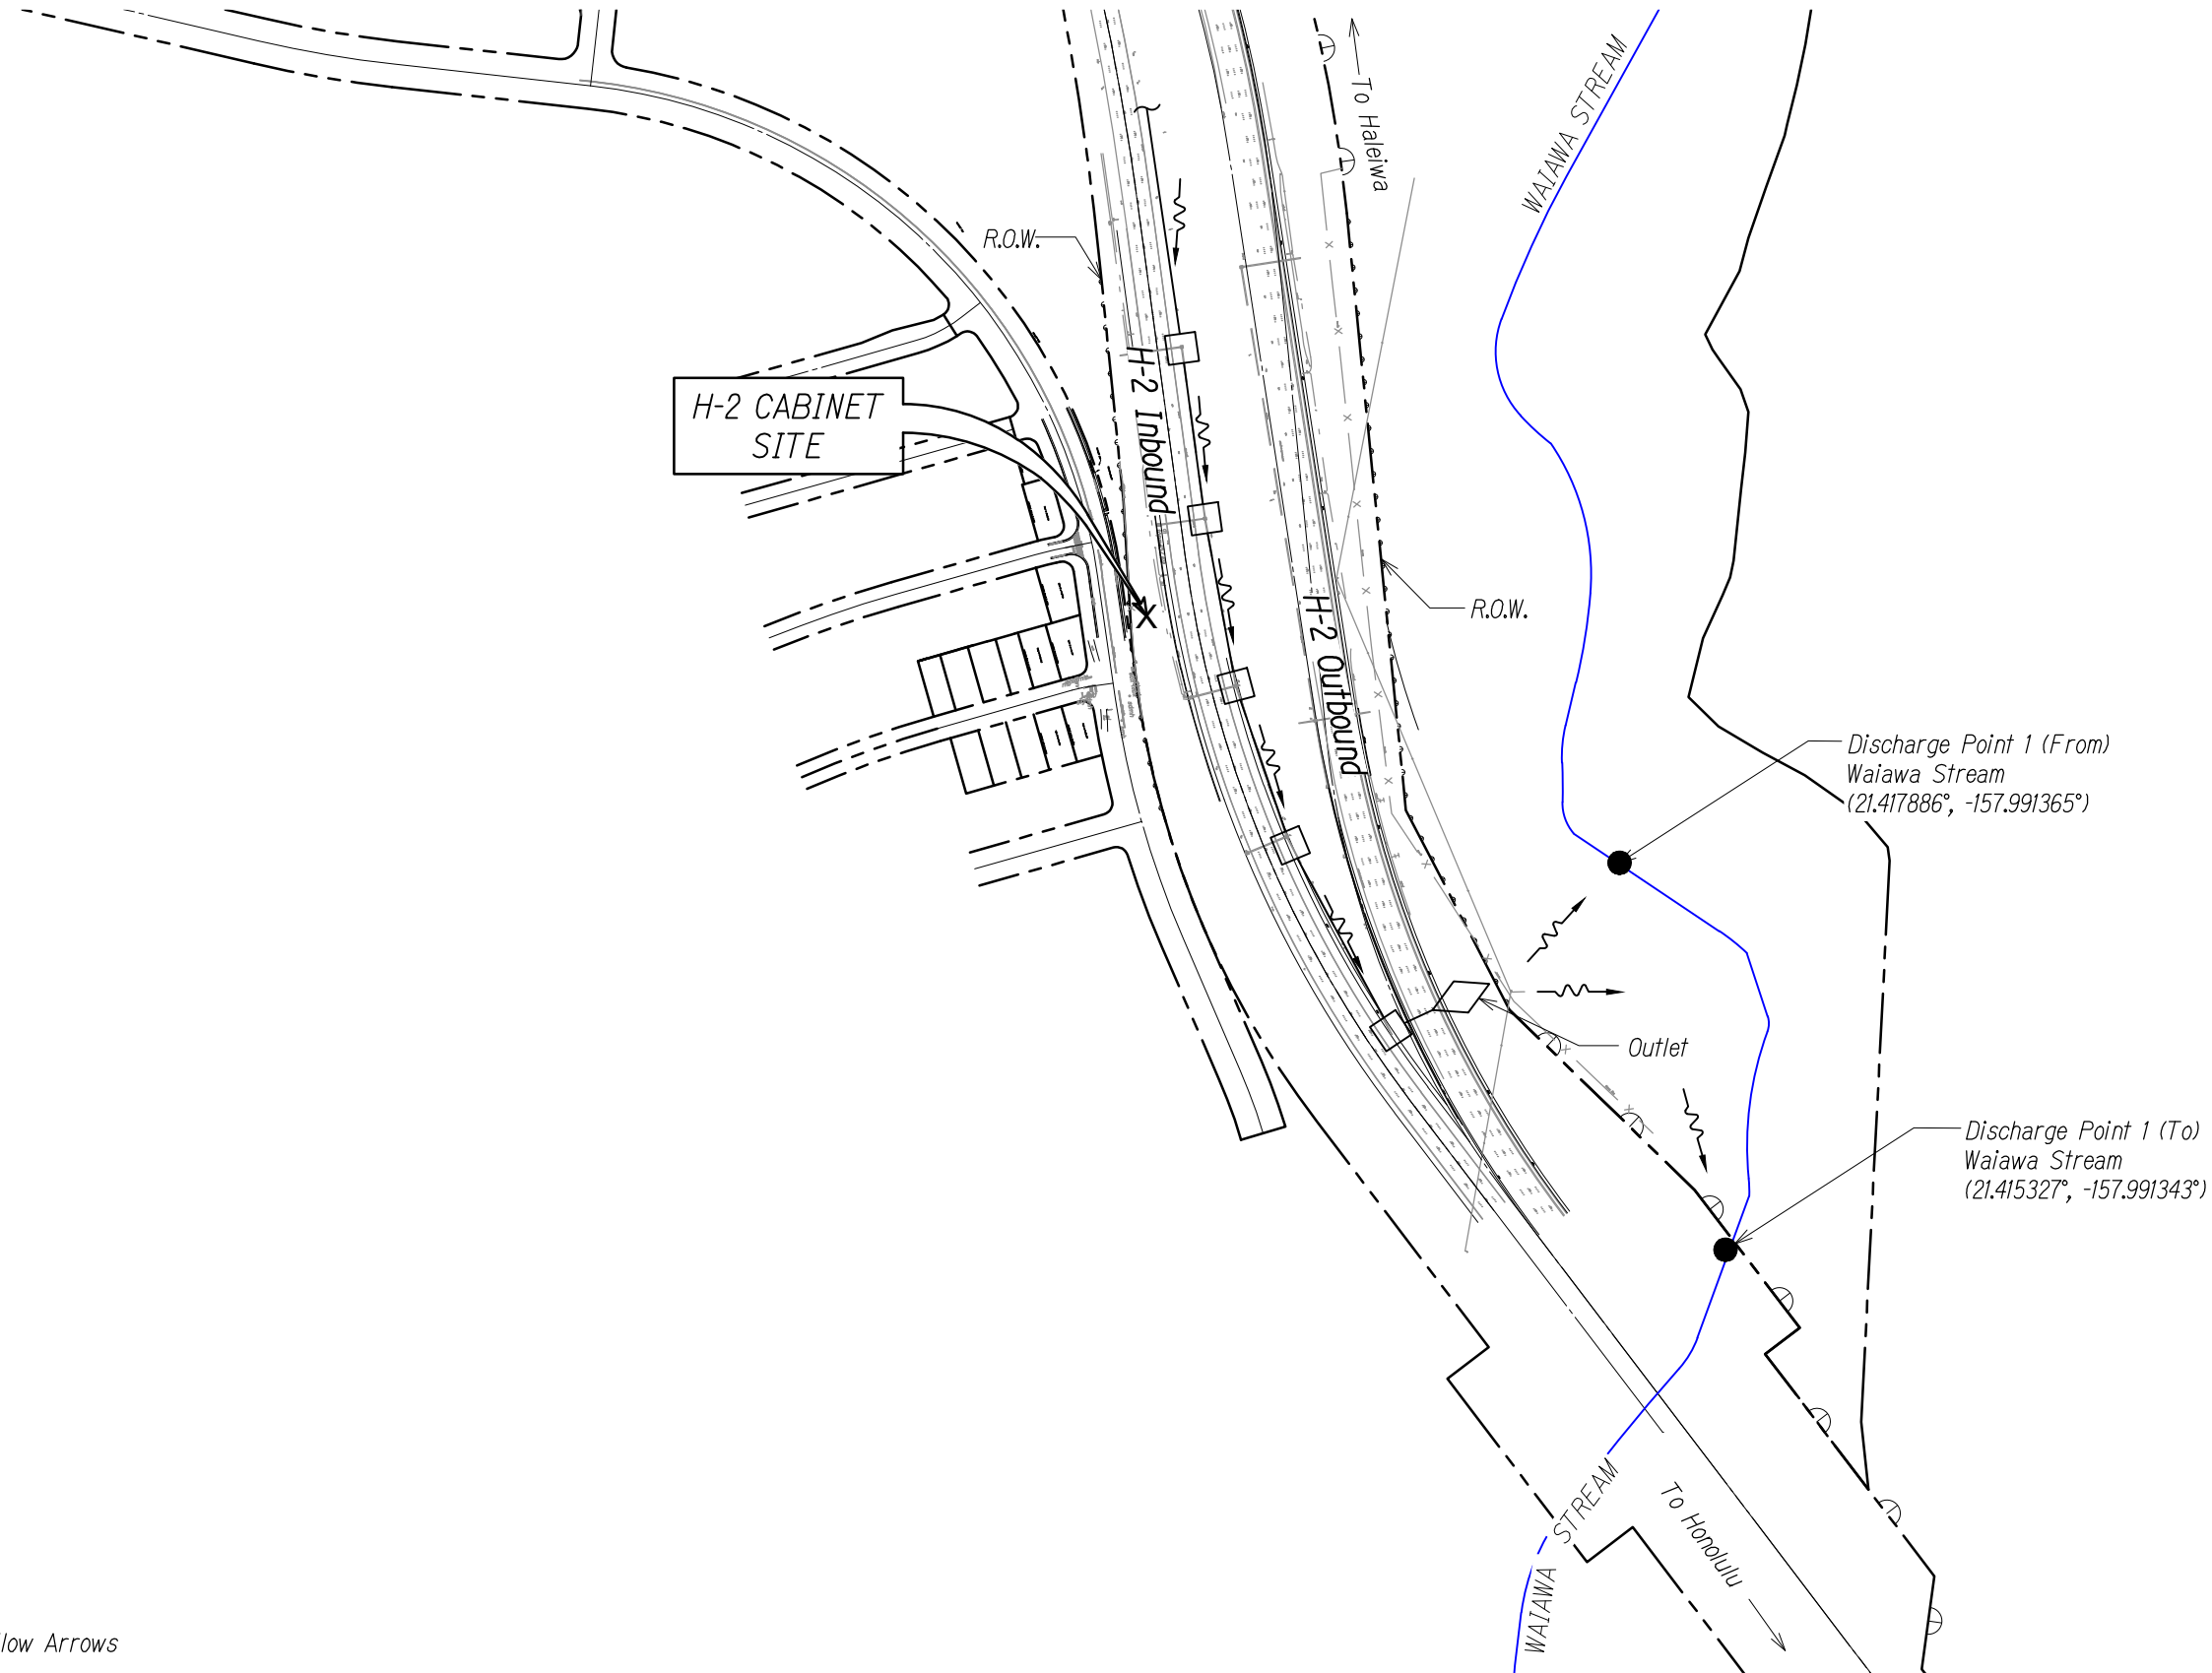 WAIAWA STREAM
To Haleiwa
R.O.W.
H-2 CABINET
SITE
H-2 Inbound
R.O.W.
H-2 Outbound
Discharge Point 1 (From)
Waiawa Stream
(21.417886°, -157.991365°)
Outlet
Discharge Point 1 (To)
Waiawa Stream
(21.415327°, -157.991343°)
X
WAIAWA STREAM
To Honolulu
low Arrows